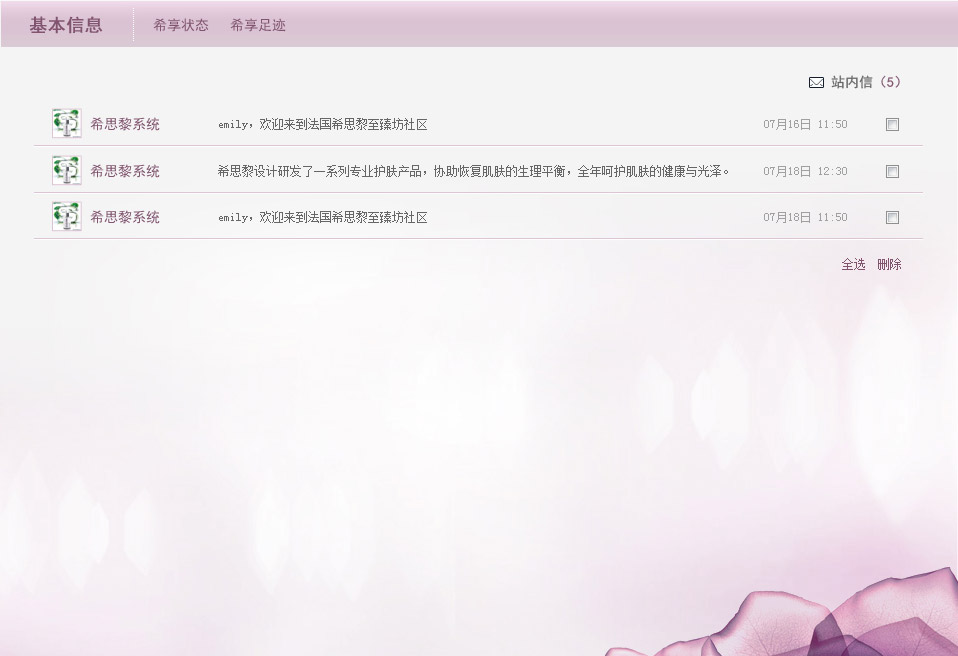 基本信息 希享状态 希享足迹
站内信（5）
希思黎系统 emily，欢迎来到法国希思黎至臻坊社区 07月16日 11:50
希思黎系统 希思黎设计研发了一系列专业护肤产品，协助恢复肌肤的生理平衡，全年呵护肌肤的健康与光泽。 07月18日 12:30
希思黎系统 emily，欢迎来到法国希思黎至臻坊社区 07月18日 11:50
全选 删除